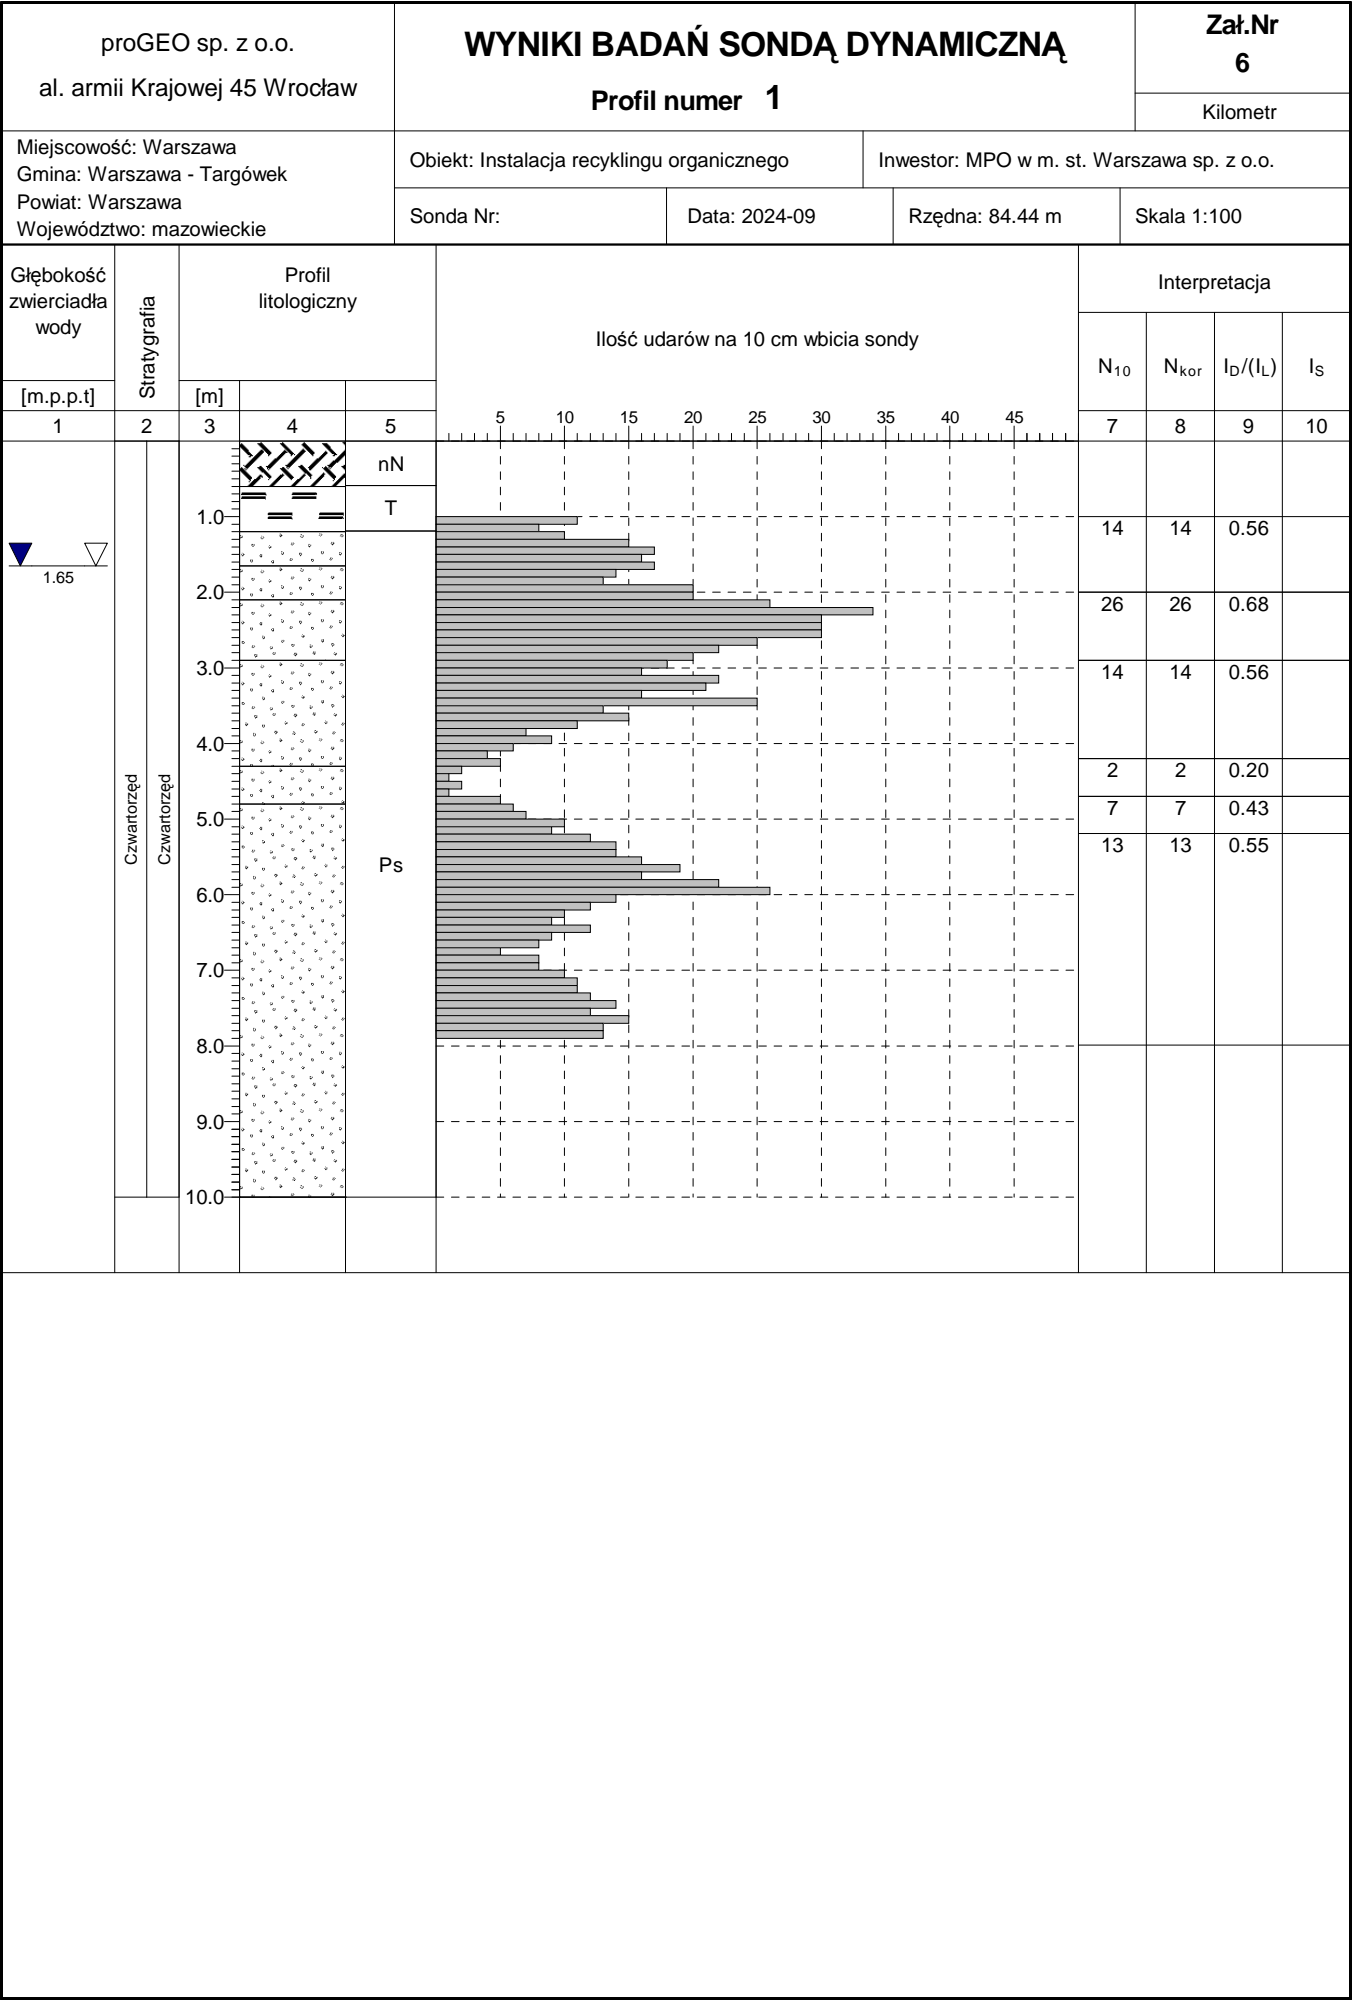 proGEO sp. z o.o.
al. armii Krajowej 45 Wrocław
WYNIKI BADAŃ SONDĄ DYNAMICZNĄ
Profil numer 1
Zał.Nr
6
Kilometr
Miejscowość: Warszawa
Gmina: Warszawa - Targówek
Powiat: Warszawa
Województwo: mazowieckie
Obiekt: Instalacja recyklingu organicznego
Inwestor: MPO w m. st. Warszawa sp. z o.o.
Sonda Nr:
Data: 2024-09
Rzędna: 84.44 m
Skala 1:100
Głębokość
zwierciadła
wody
[m.p.p.t]
Stratygrafia
Profil
litologiczny
[m]
Ilość udarów na 10 cm wbicia sondy
Interpretacja
N10 Nkor ID/(IL) IS
5 10 15 20 25 30 35 40 45
1 2 3 4 5 7 8 9 10
nN
T
1.0
14 14 0.56
1.65
2.0
26 26 0.68
3.0
14 14 0.56
4.0
2 2 0.20
5.0
7 7 0.43
13 13 0.55
Czwartorzęd
Czwartorzęd
Ps
6.0
7.0
8.0
9.0
10.0